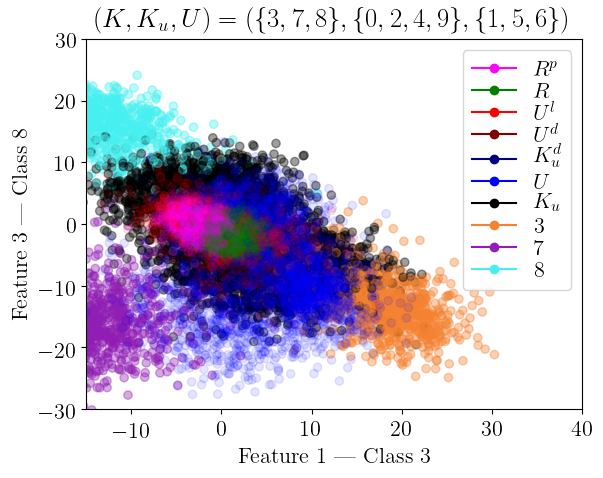 (K, K_u, U) = ({3, 7, 8}, {0, 2, 4, 9}, {1, 5, 6})
30
20
10
0
−10
−20
−30
Feature 3 — Class 8
R^p
R
U^l
U^d
K_u^d
U
K_u
3
7
8
−10
0
10
20
30
40
Feature 1 — Class 3